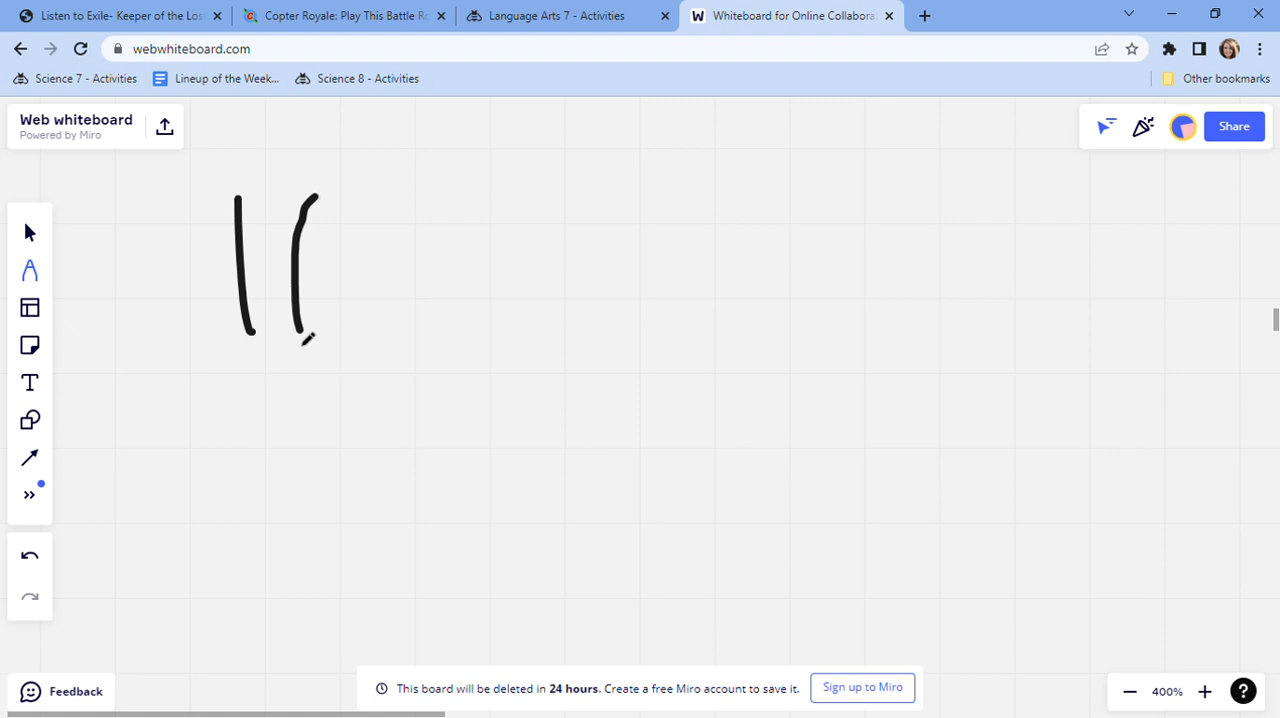 Listen to Exile- Keeper of the Los
Copter Royale: Play This Battle Ro
Language Arts 7 - Activities
W Whiteboard for Online Collabora
webwhiteboard.com
Science 7 - Activities
Lineup of the Week...
Science 8 - Activities
Other bookmarks
Web whiteboard
Powered by Miro
Share
T
This board will be deleted in 24 hours. Create a free Miro account to save it.
Sign up to Miro
Feedback
400%
?